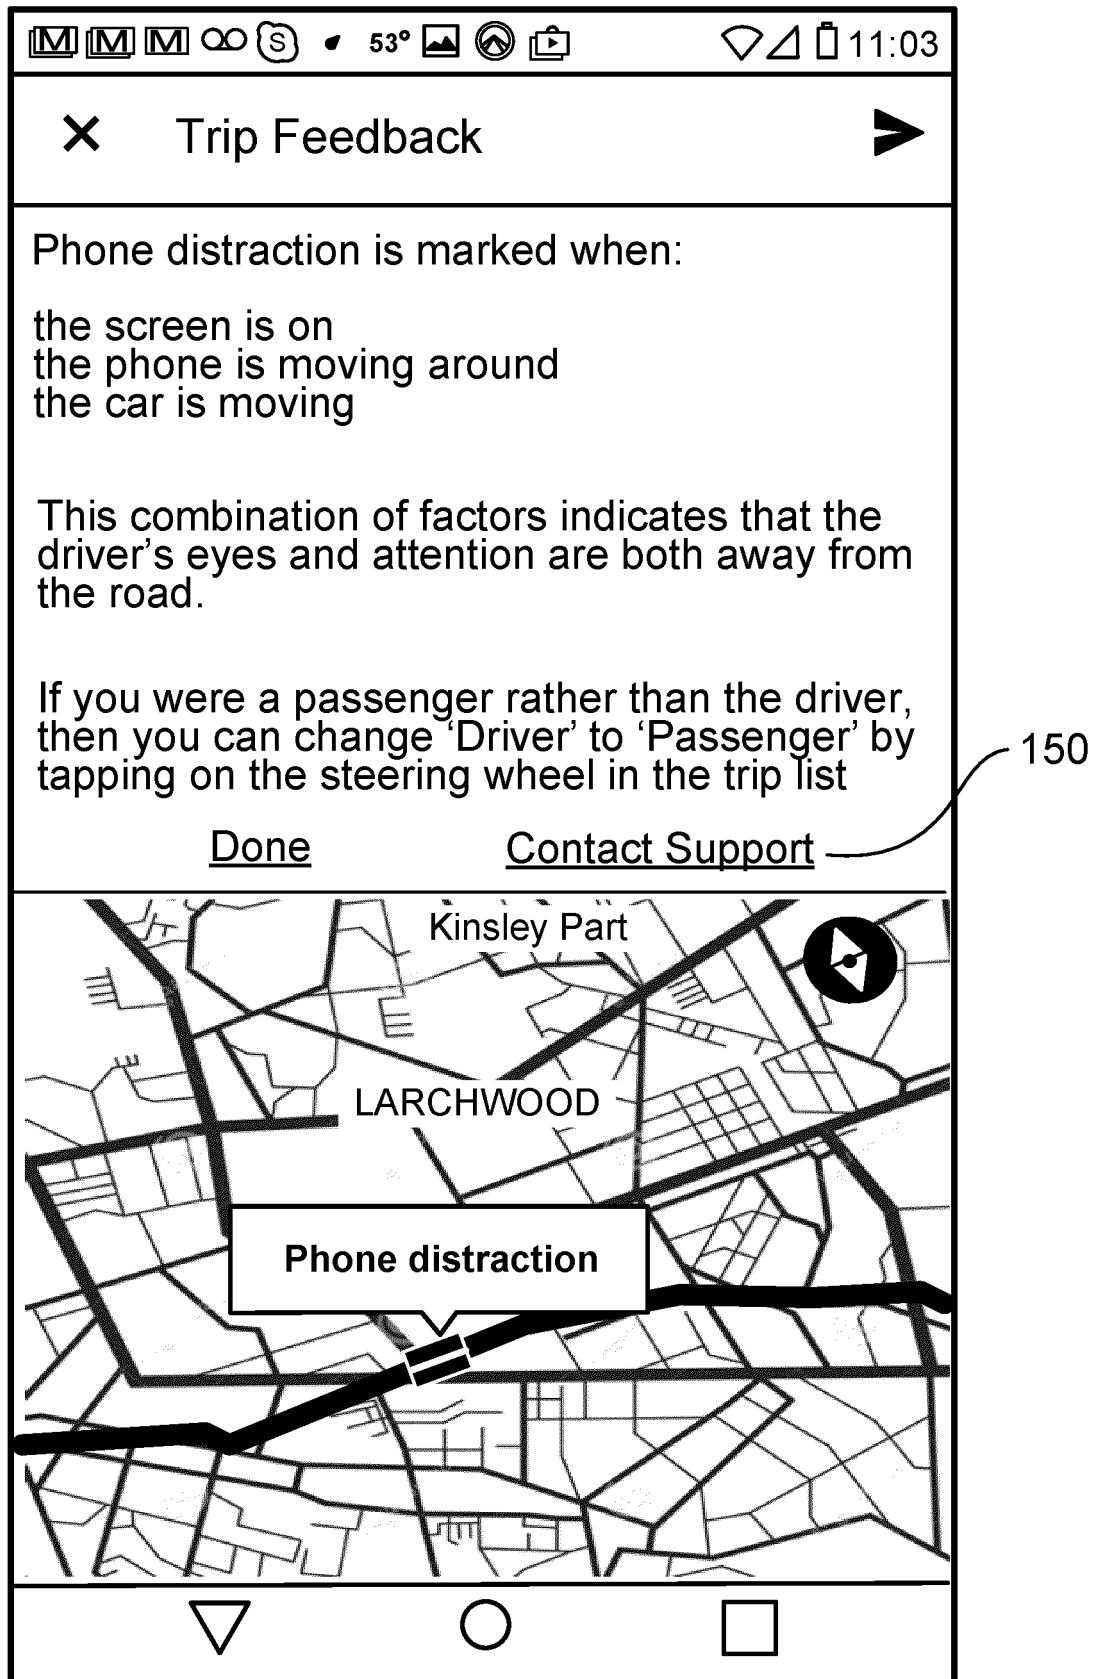 M M M S 53° 11:03
Trip Feedback
Phone distraction is marked when:
the screen is on
the phone is moving around
the car is moving
This combination of factors indicates that the
driver’s eyes and attention are both away from
the road.
If you were a passenger rather than the driver,
then you can change ‘Driver’ to ‘Passenger’ by
tapping on the steering wheel in the trip list
150
Done Contact Support
Kinsley Part
LARCHWOOD
Phone distraction